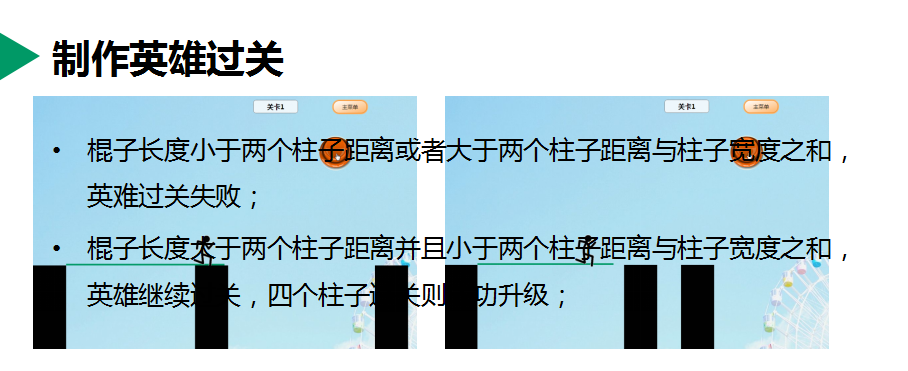 制作英雄过关
关卡1 主菜单 关卡1 主菜单
• 棍子长度小于两个柱子距离或者大于两个柱子距离与柱子宽度之和，
英难过关失败；
• 棍子长度大于两个柱子距离并且小于两个柱子距离与柱子宽度之和，
英雄继续过关，四个柱子过关则成功升级；